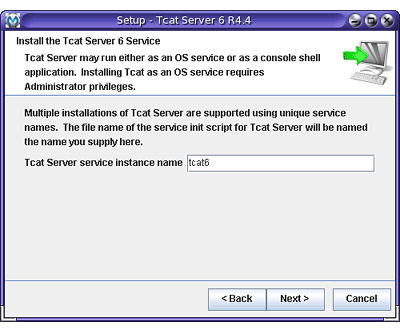 Setup - Tcat Server 6 R4.4
Install the Tcat Server 6 Service
Tcat Server may run either as an OS service or as a console shell
application. Installing Tcat as an OS service requires
Administrator privileges.
Multiple installations of Tcat Server are supported using unique service
names. The file name of the service init script for Tcat Server will be named
the name you supply here.
Tcat Server service instance name tcat6
< Back Next > Cancel